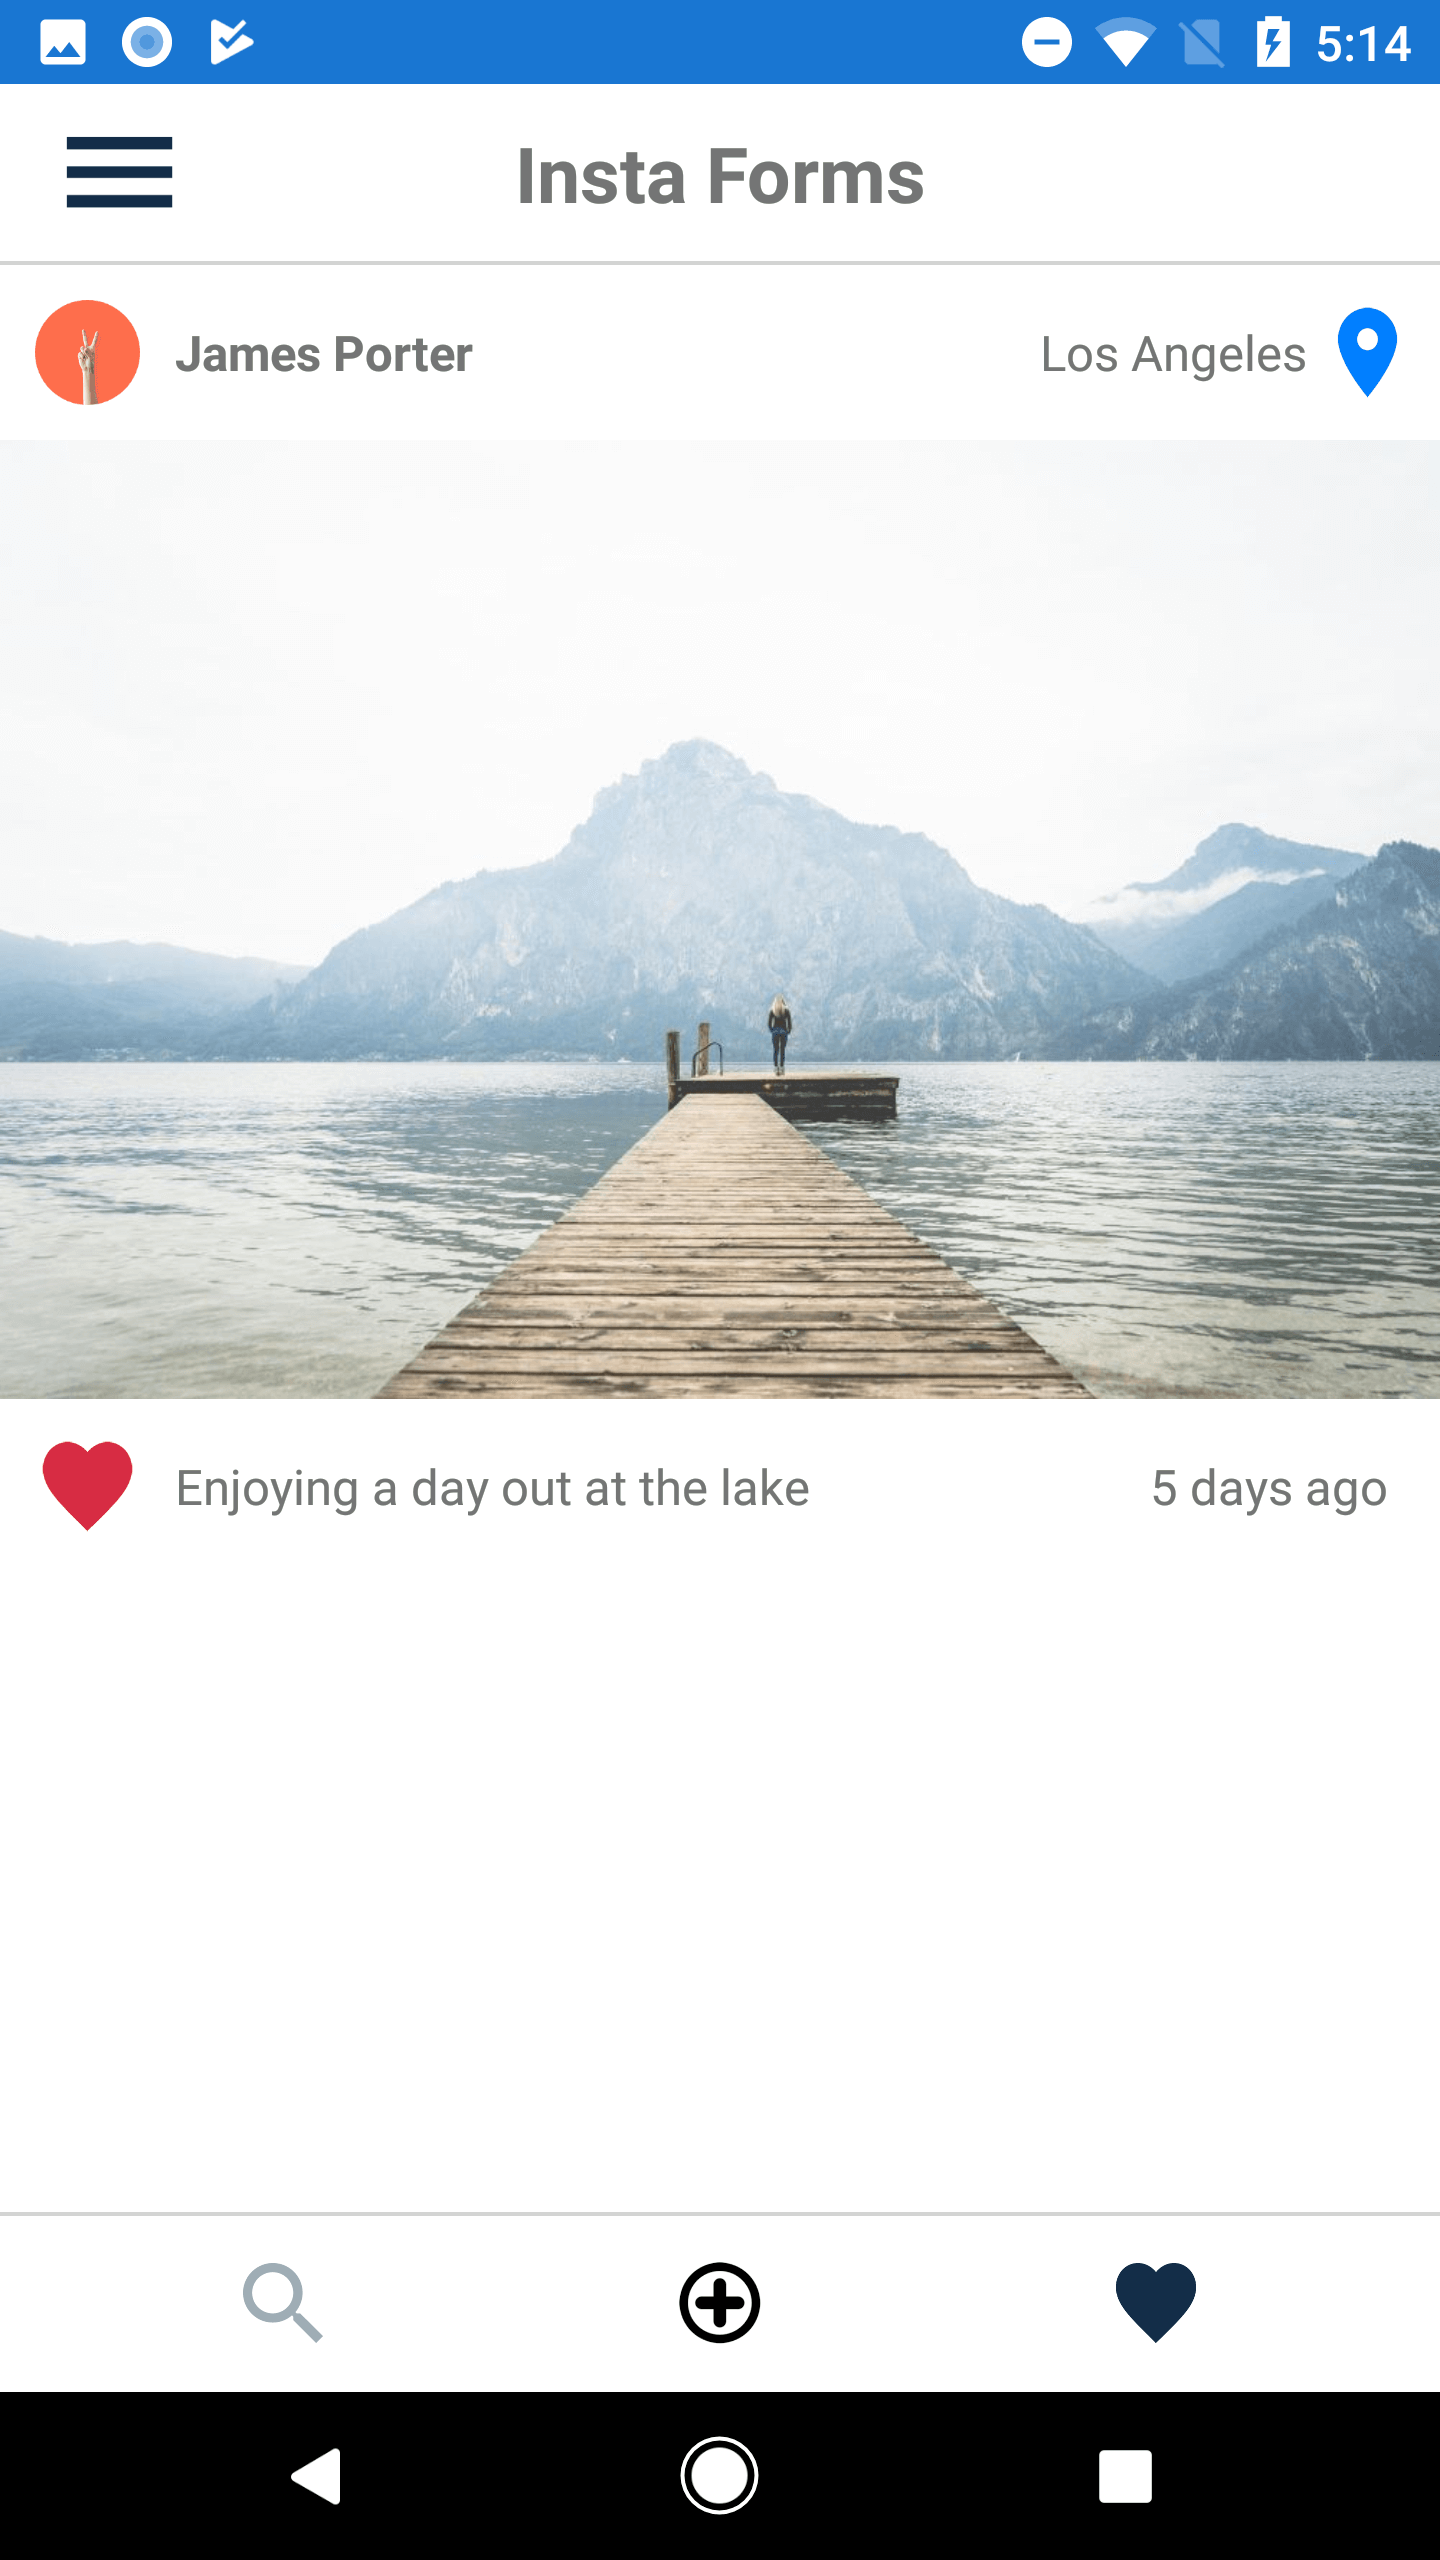 5:14
Insta Forms
James Porter
Los Angeles
Enjoying a day out at the lake
5 days ago